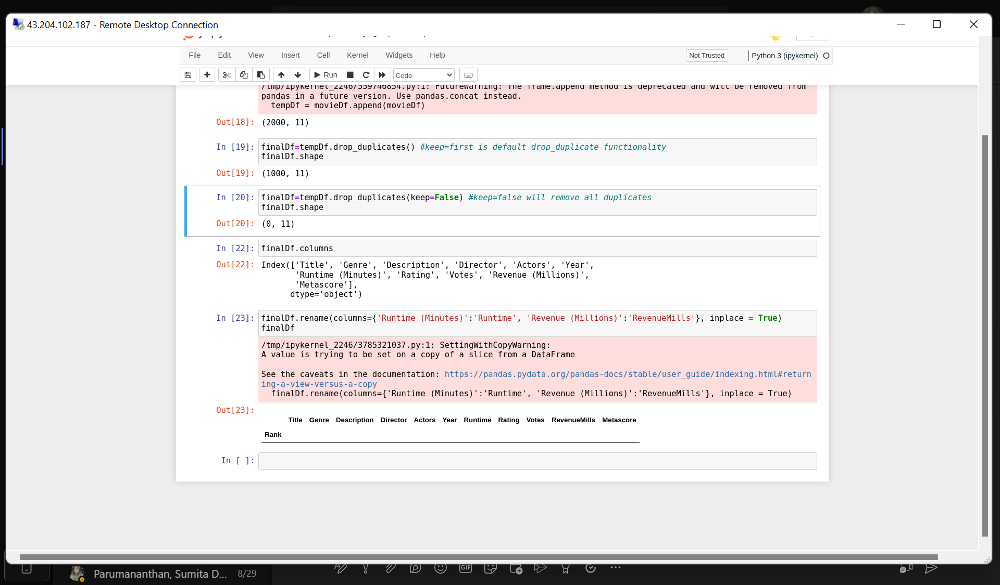 43.204.102.187 - Remote Desktop Connection
File Edit View Insert Cell Kernel Widgets Help
Not Trusted
Python 3 (ipykernel)
Run
Code
/tmp/ipykernel_2246/559746854.py:1: FutureWarning: The frame.append method is deprecated and will be removed from
pandas in a future version. Use pandas.concat instead.
tempDf = movieDf.append(movieDf)
Out[18]: (2000, 11)
In [19]: finalDf=tempDf.drop_duplicates() #keep=first is default drop_duplicate functionality
finalDf.shape
Out[19]: (1000, 11)
In [20]: finalDf=tempDf.drop_duplicates(keep=False) #keep=false will remove all duplicates
finalDf.shape
Out[20]: (0, 11)
In [22]: finalDf.columns
Out[22]: Index(['Title', 'Genre', 'Description', 'Director', 'Actors', 'Year',
'Runtime (Minutes)', 'Rating', 'Votes', 'Revenue (Millions)',
'Metascore'],
dtype='object')
In [23]: finalDf.rename(columns={'Runtime (Minutes)':'Runtime', 'Revenue (Millions)':'RevenueMills'}, inplace = True)
finalDf
/tmp/ipykernel_2246/3785321037.py:1: SettingWithCopyWarning:
A value is trying to be set on a copy of a slice from a DataFrame
See the caveats in the documentation: https://pandas.pydata.org/pandas-docs/stable/user_guide/indexing.html#return
ing-a-view-versus-a-copy
finalDf.rename(columns={'Runtime (Minutes)':'Runtime', 'Revenue (Millions)':'RevenueMills'}, inplace = True)
Out[23]:
Title Genre Description Director Actors Year Runtime Rating Votes RevenueMills Metascore
Rank
In [ ]:
Parumananthan, Sumita D... 8/29
GIF